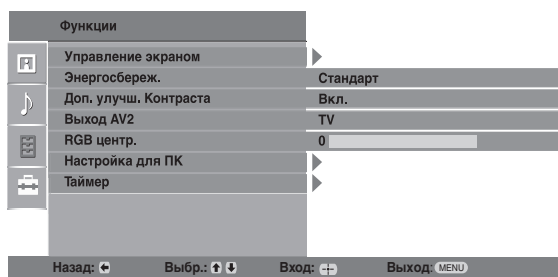 Функции
Управление экраном
Энергосбереж. Стандарт
Доп. улучш. Контраста Вкл.
Выход AV2 TV
RGB центр. 0
Настройка для ПК
Таймер
Назад: Выбр.: Вход: Выход: MENU